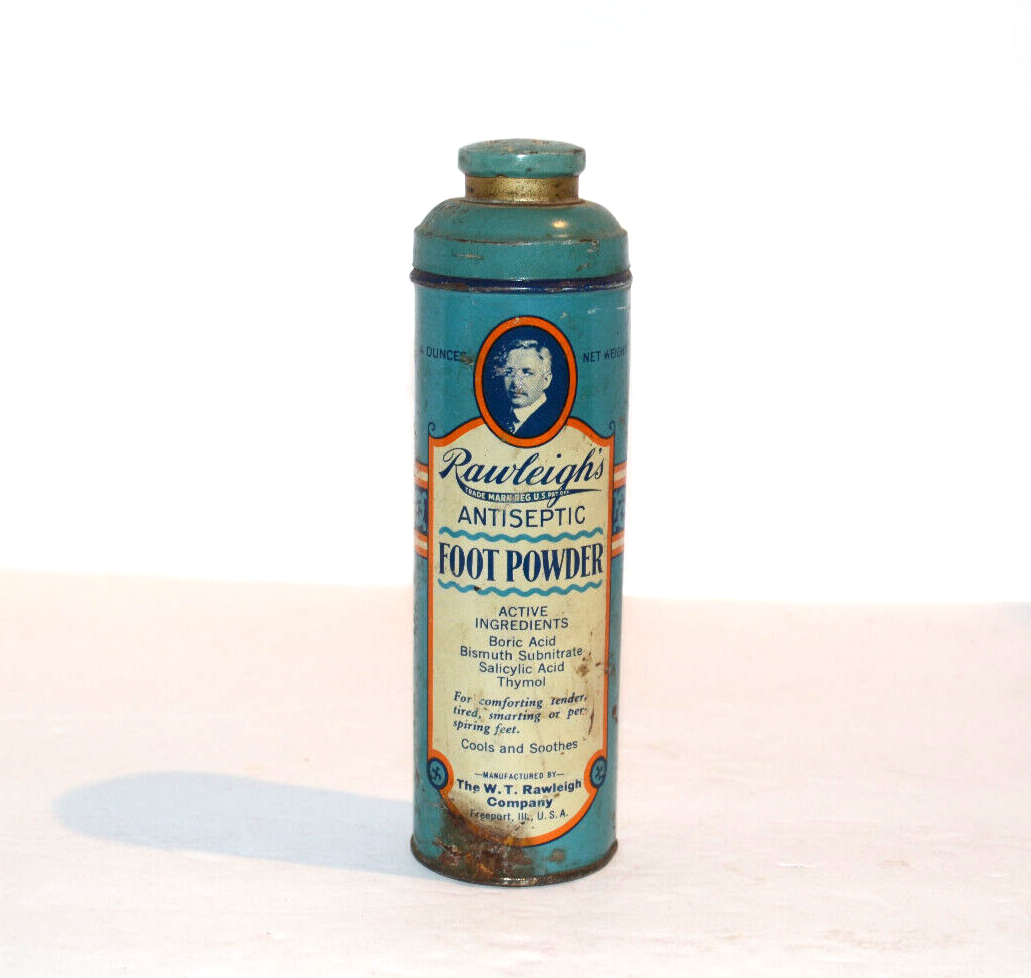 4 OUNCES NET WEIGHT
Rawleigh's
TRADE MARK REG U.S. PAT OFF.
ANTISEPTIC
FOOT POWDER
ACTIVE
INGREDIENTS
Boric Acid
Bismuth Subnitrate
Salicylic Acid
Thymol
For comforting tender,
tired, smarting or per-
spiring feet.
Cools and Soothes
—MANUFACTURED BY—
The W. T. Rawleigh
Company
Freeport, Ill., U. S. A.